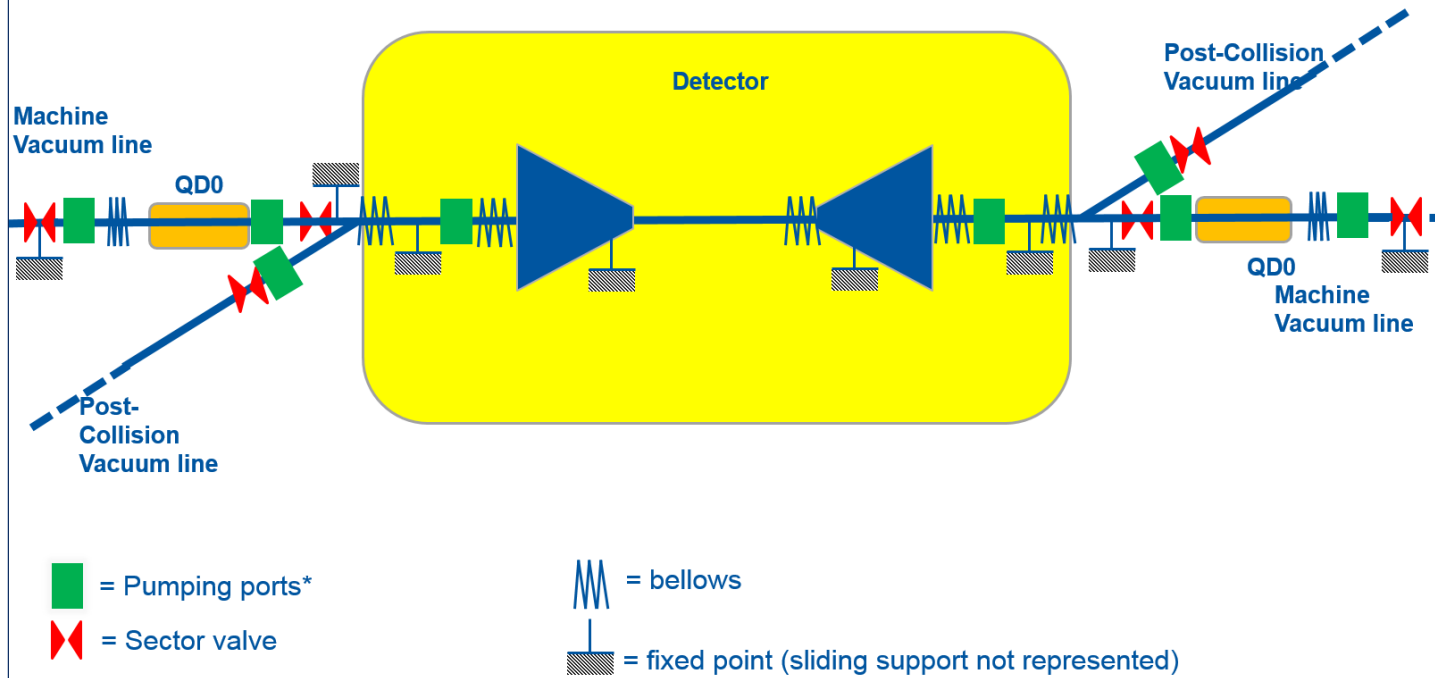 Post-Collision
Vacuum line
Detector
Machine
Vacuum line
QD0
QD0
Machine
Vacuum line
Post-
Collision
Vacuum line
= Pumping ports*
= bellows
= Sector valve
= fixed point (sliding support not represented)